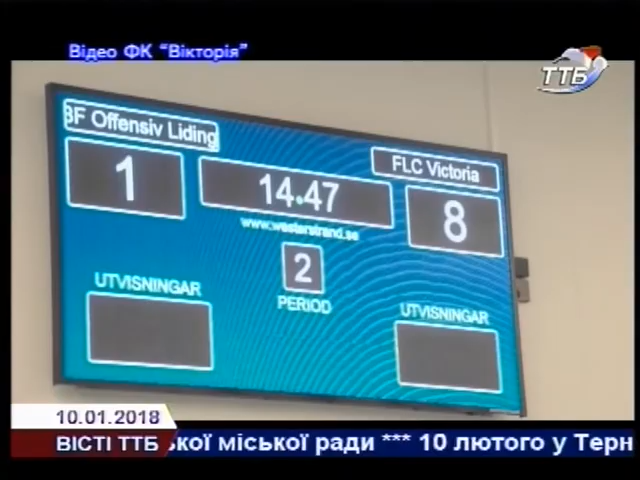 Відео ФК "Вікторія"
ТТБ
BF Offensiv Liding
FLC Victoria
1
14.47
8
www.westerstrand.se
2
PERIOD
UTVISNINGAR
UTVISNINGAR
10.01.2018
ВІСТІ ТТБ
ської міської ради *** 10 лютого у Терн